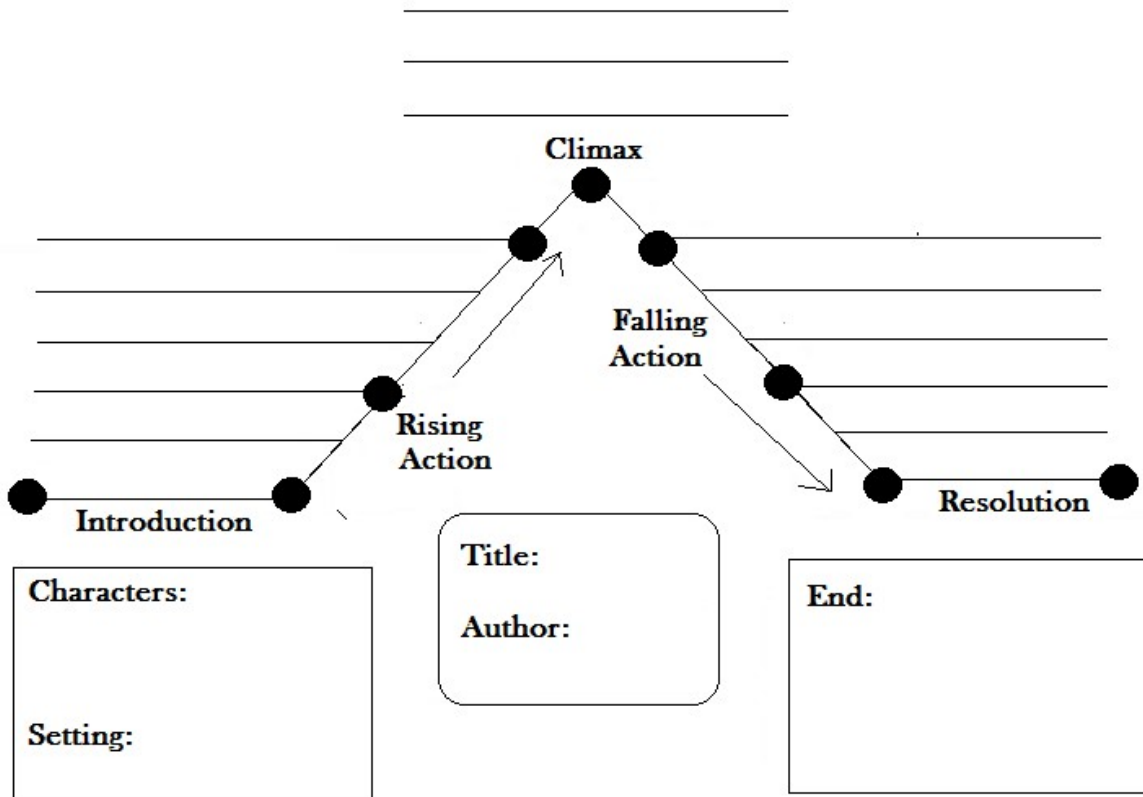 Climax
Falling
Action
Rising
Action
Introduction
Resolution
Title:
Author:
Characters:
Setting:
End: